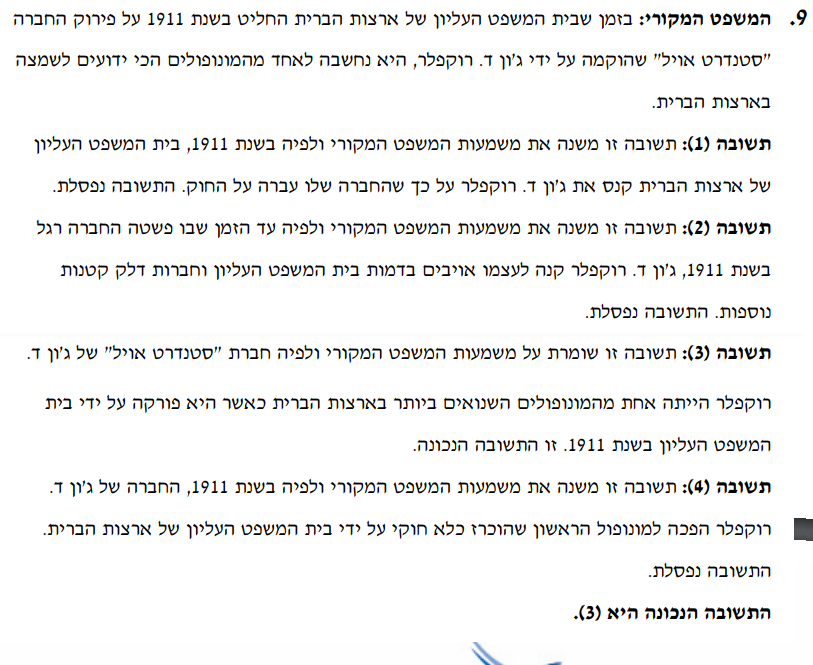 9. המשפט המקורי: בזמן שבית המשפט העליון של ארצות הברית החליט בשנת 1911 על פירוק החברה
"סטנדרט אויל" שהוקמה על ידי ג'ון ד. רוקפלר, היא נחשבה לאחד מהמונופולים הכי ידועים לשמצה
בארצות הברית.
תשובה (1): תשובה זו משנה את משמעות המשפט המקורי ולפיה בשנת 1911, בית המשפט העליון
של ארצות הברית קנס את ג'ון ד. רוקפלר על כך שהחברה שלו עברה על החוק. התשובה נפסלת.
תשובה (2): תשובה זו משנה את משמעות המשפט המקורי ולפיה עד הזמן שבו פשטה החברה רגל
בשנת 1911, ג'ון ד. רוקפלר קנה לעצמו אויבים בדמות בית המשפט העליון וחברות דלק קטנות
נוספות. התשובה נפסלת.
תשובה (3): תשובה זו שומרת על משמעות המשפט המקורי ולפיה חברת "סטנדרט אויל" של ג'ון ד.
רוקפלר הייתה אחת מהמונופולים השנואים ביותר בארצות הברית כאשר היא פורקה על ידי בית
המשפט העליון בשנת 1911. זו התשובה הנכונה.
תשובה (4): תשובה זו משנה את משמעות המשפט המקורי ולפיה בשנת 1911, החברה של ג'ון ד.
רוקפלר הפכה למונופול הראשון שהוכרז כלא חוקי על ידי בית המשפט העליון של ארצות הברית.
התשובה נפסלת.
התשובה הנכונה היא (3).